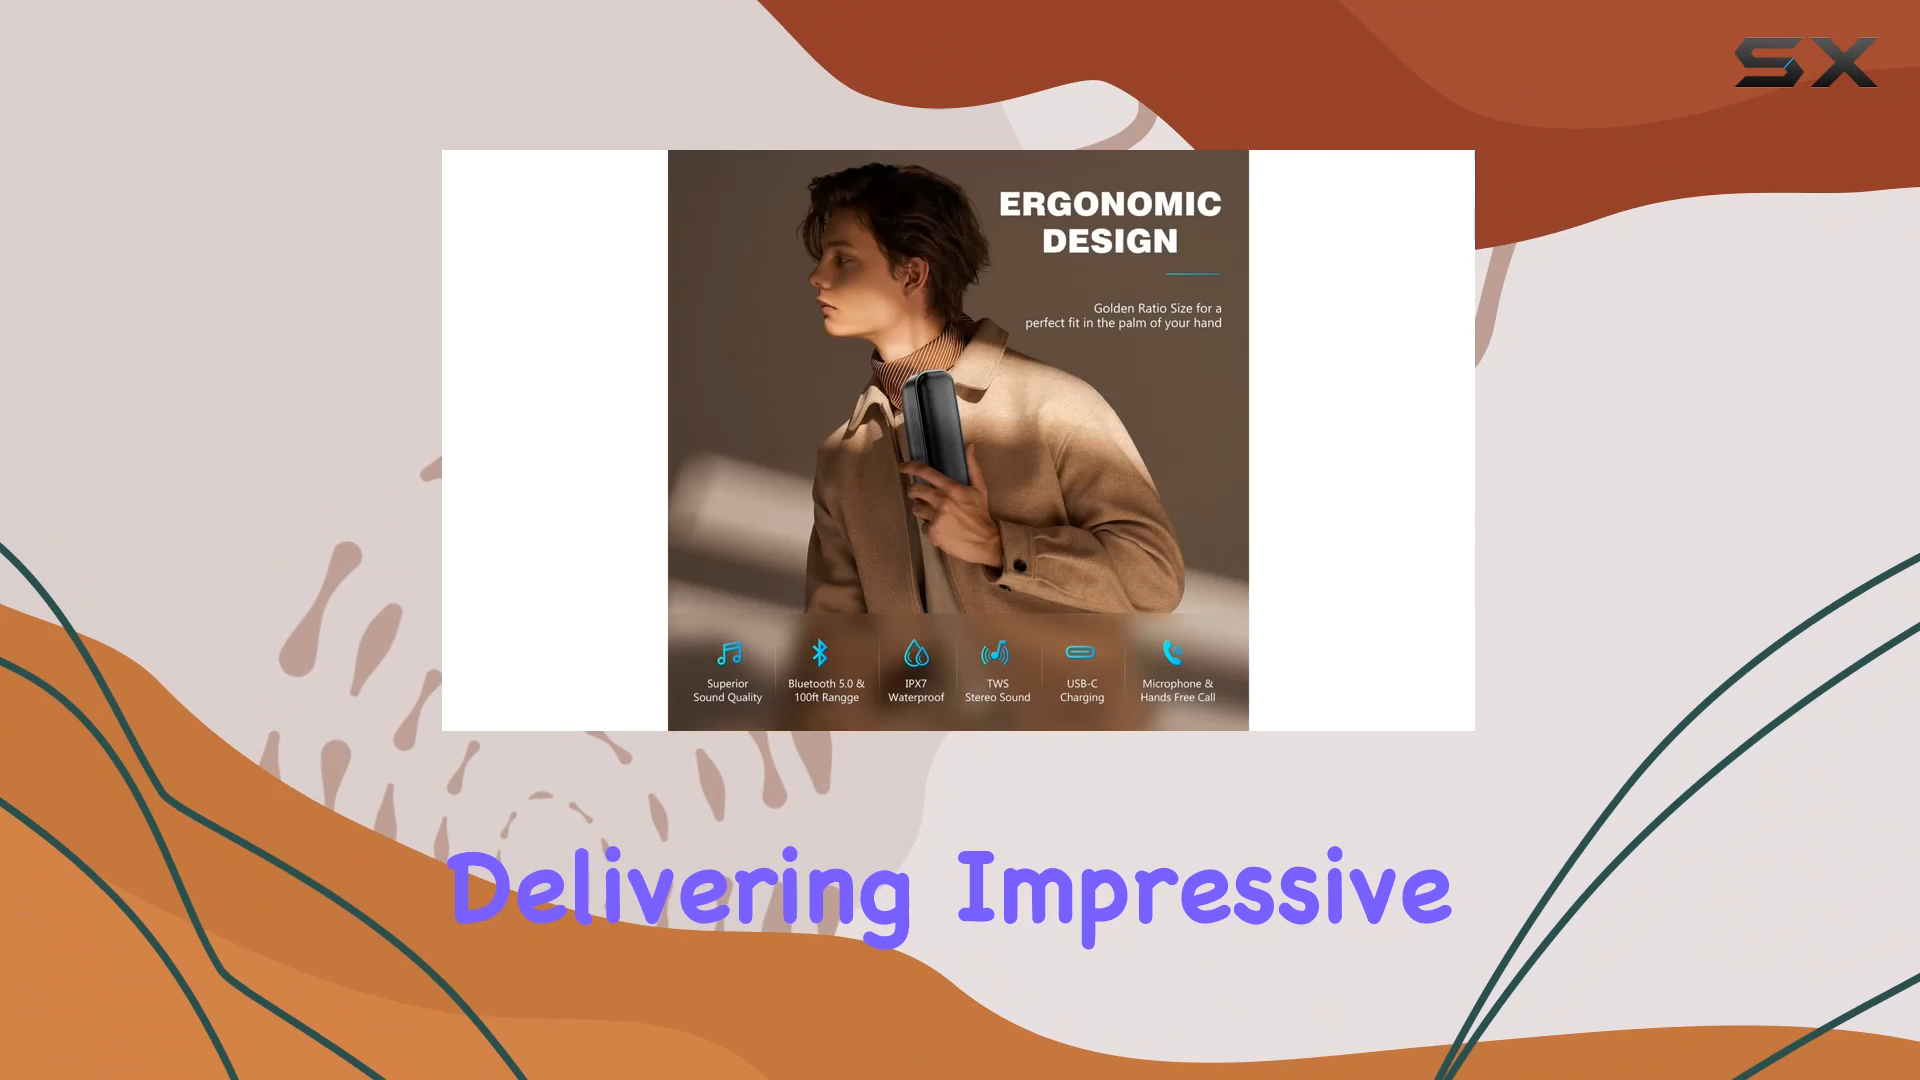 SX
ERGONOMIC
DESIGN
Golden Ratio Size for a
perfect fit in the palm of your hand
Superior
Sound Quality
Bluetooth 5.0 &
100ft Rangge
IPX7
Waterproof
TWS
Stereo Sound
USB-C
Charging
Microphone &
Hands Free Call
Delivering Impressive